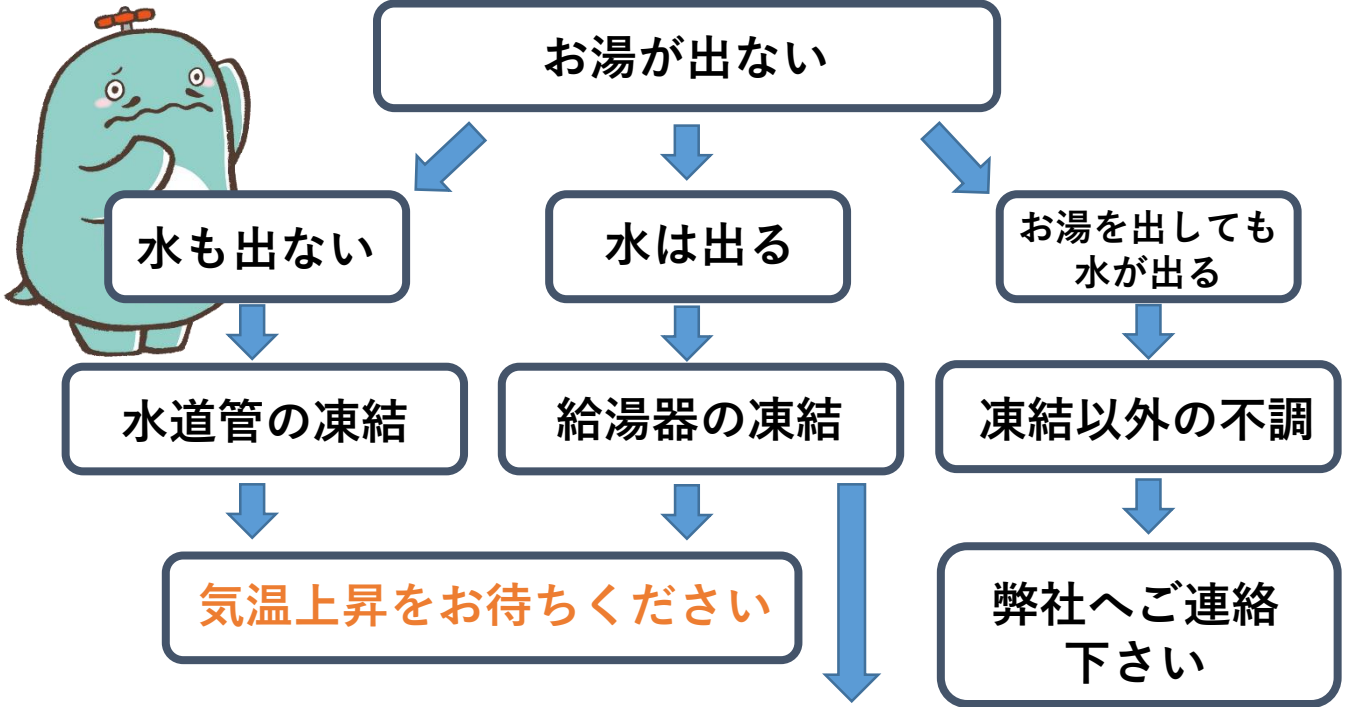 お湯が出ない
水も出ない
水は出る
お湯を出しても
水が出る
水道管の凍結
給湯器の凍結
凍結以外の不調
気温上昇をお待ちください
弊社へご連絡
下さい